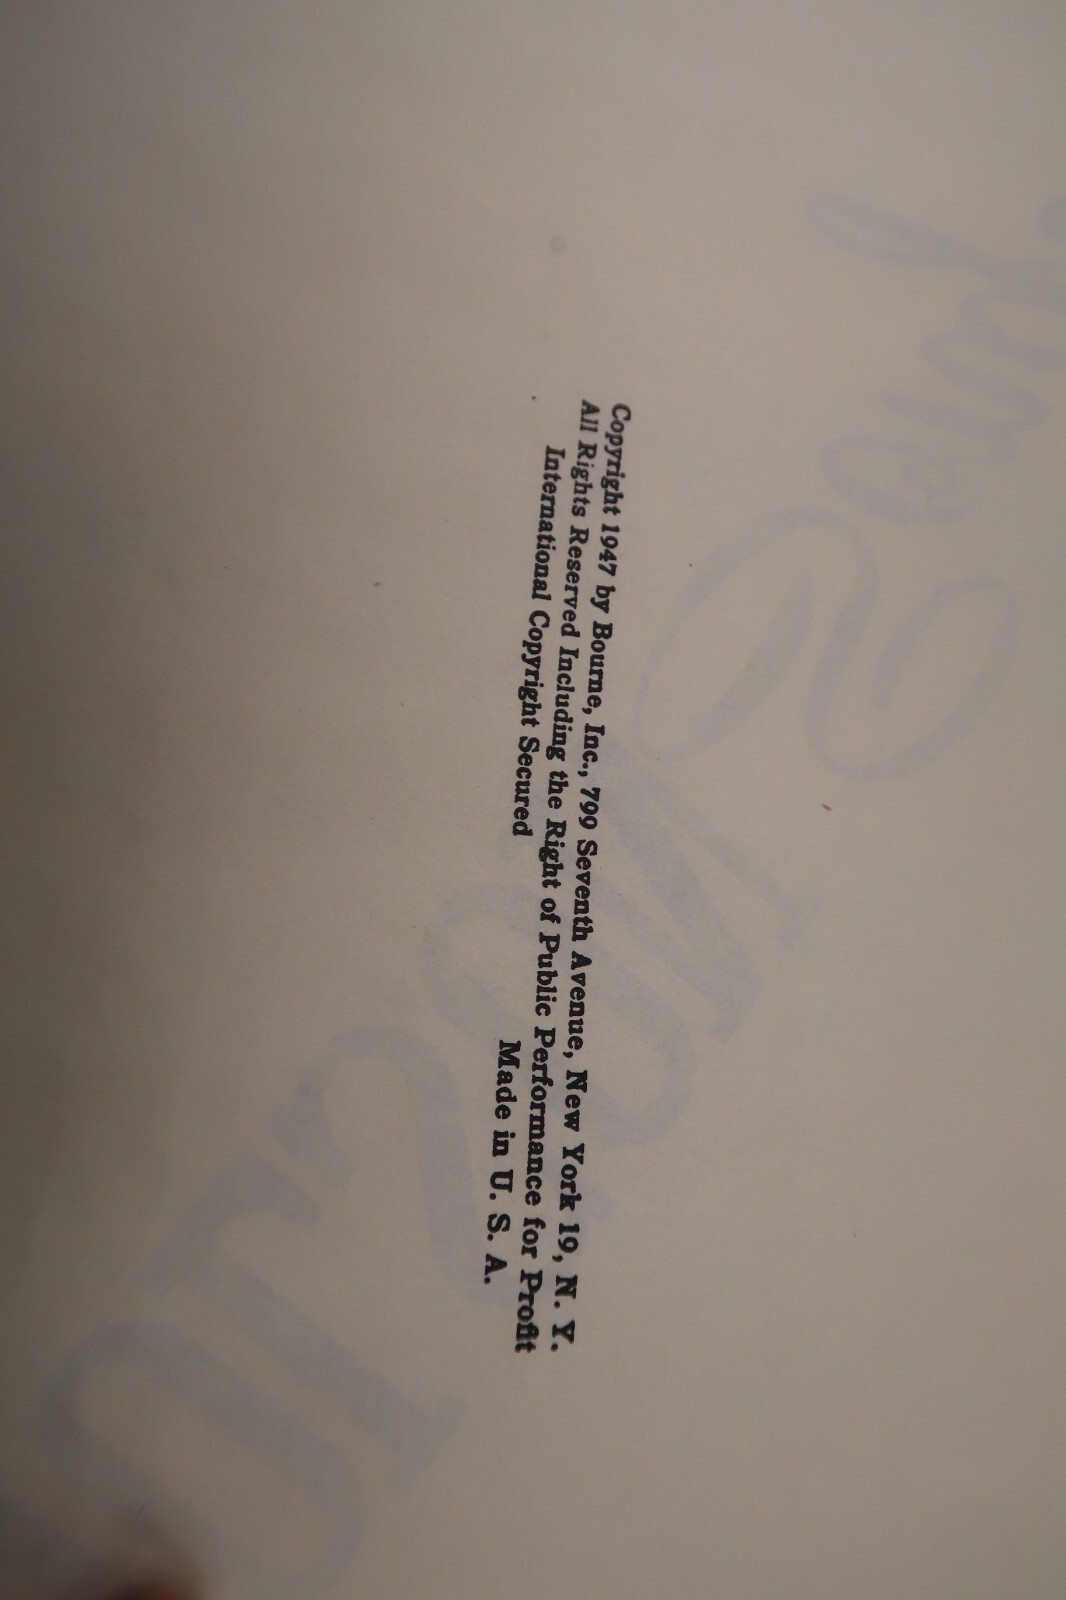 Copyright 1947 by Bourne, Inc., 799 Seventh Avenue, New York 19, N. Y.
All Rights Reserved Including the Right of Public Performance for Profit
International Copyright Secured Made in U. S. A.